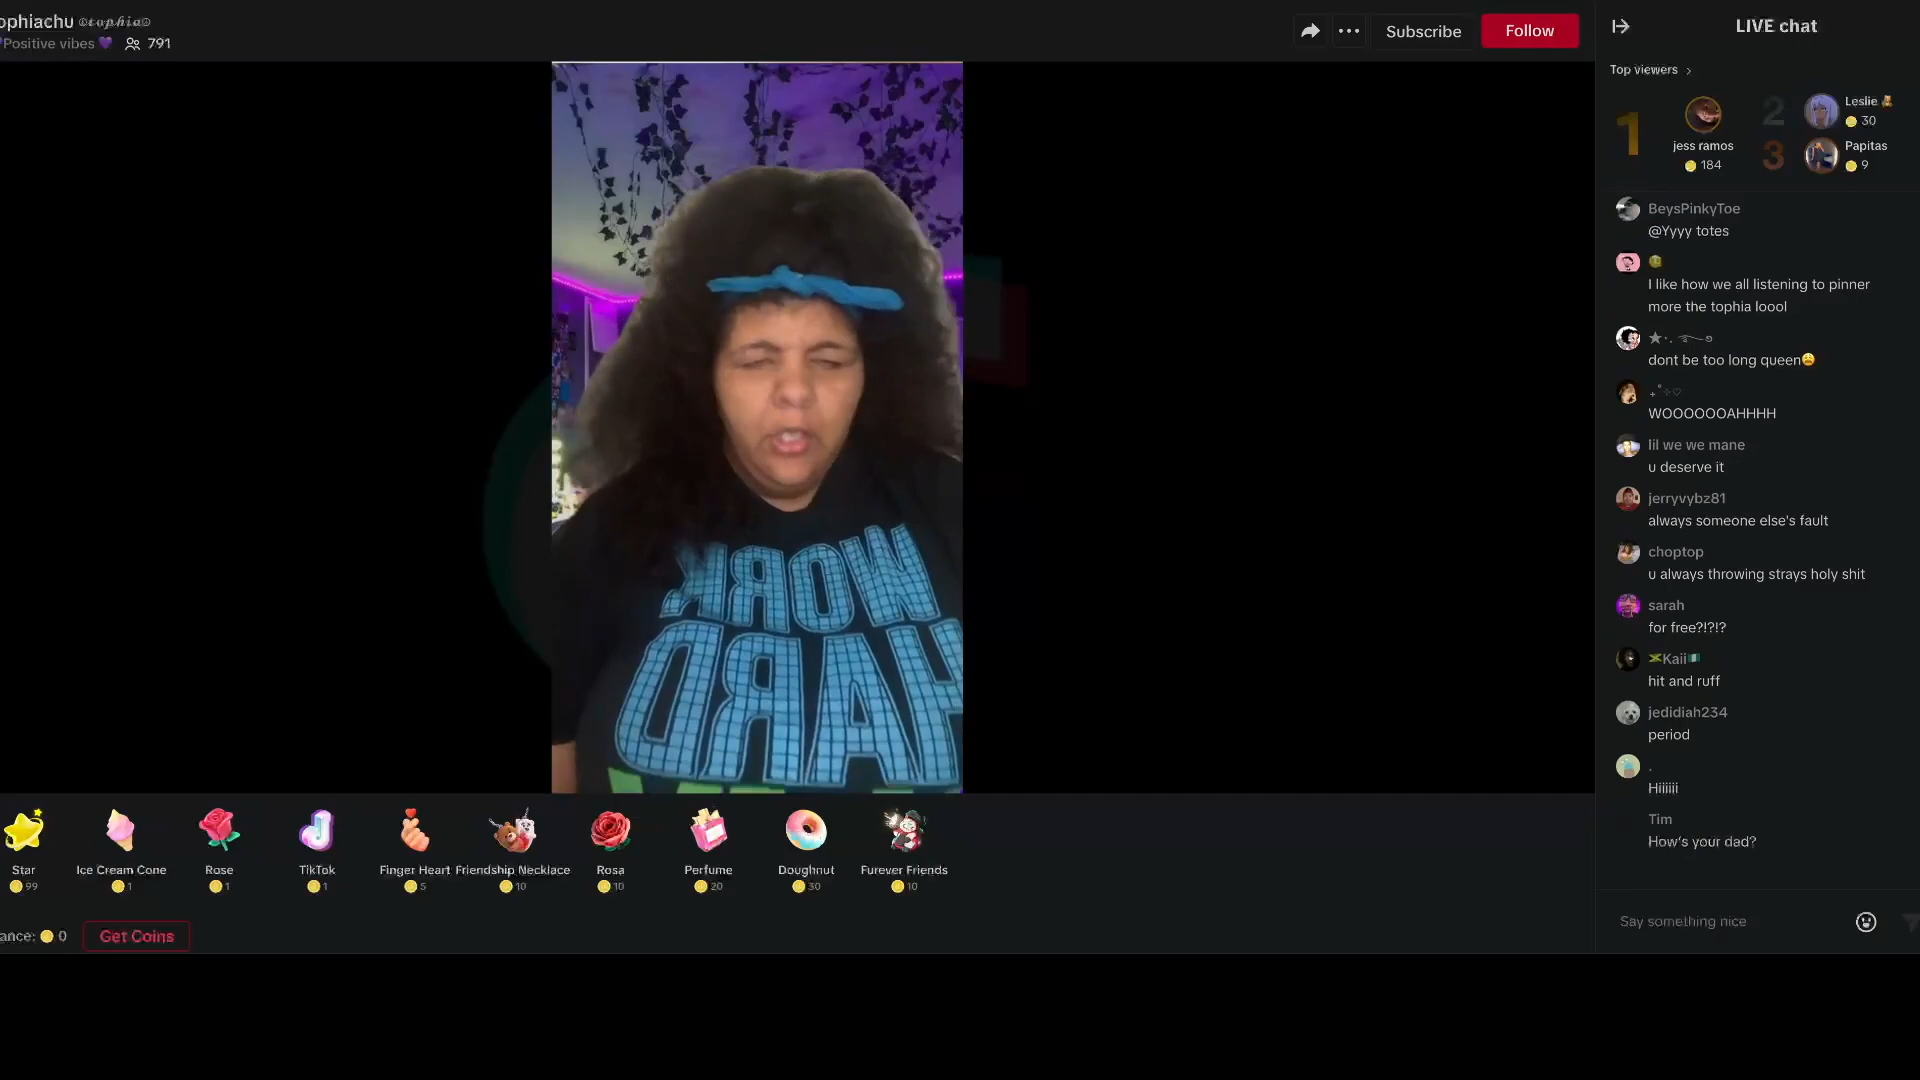 ophiachu @tophia@
Positive vibes 💜 791
Subscribe
Follow
LIVE chat
Top viewers >
1
jess ramos
184
2
Leslie 🧸
30
3
Papitas
9
BeysPinkyToe
@Yyyy totes
I like how we all listening to pinner
more the tophia loool
dont be too long queen😩
WOOOOOOAHHHH
lil we we mane
u deserve it
jerryvybz81
always someone else's fault
choptop
u always throwing strays holy shit
sarah
for free?!?!?
🇯🇲Kaii🇳🇬
hit and ruff
jedidiah234
period
.
Hiiiiii
Tim
How's your dad?
Say something nice
WORK
HARD
Star
99
Ice Cream Cone
1
Rose
1
TikTok
1
Finger Heart
5
Friendship Necklace
10
Rosa
10
Perfume
20
Doughnut
30
Furever Friends
10
ance: 0
Get Coins